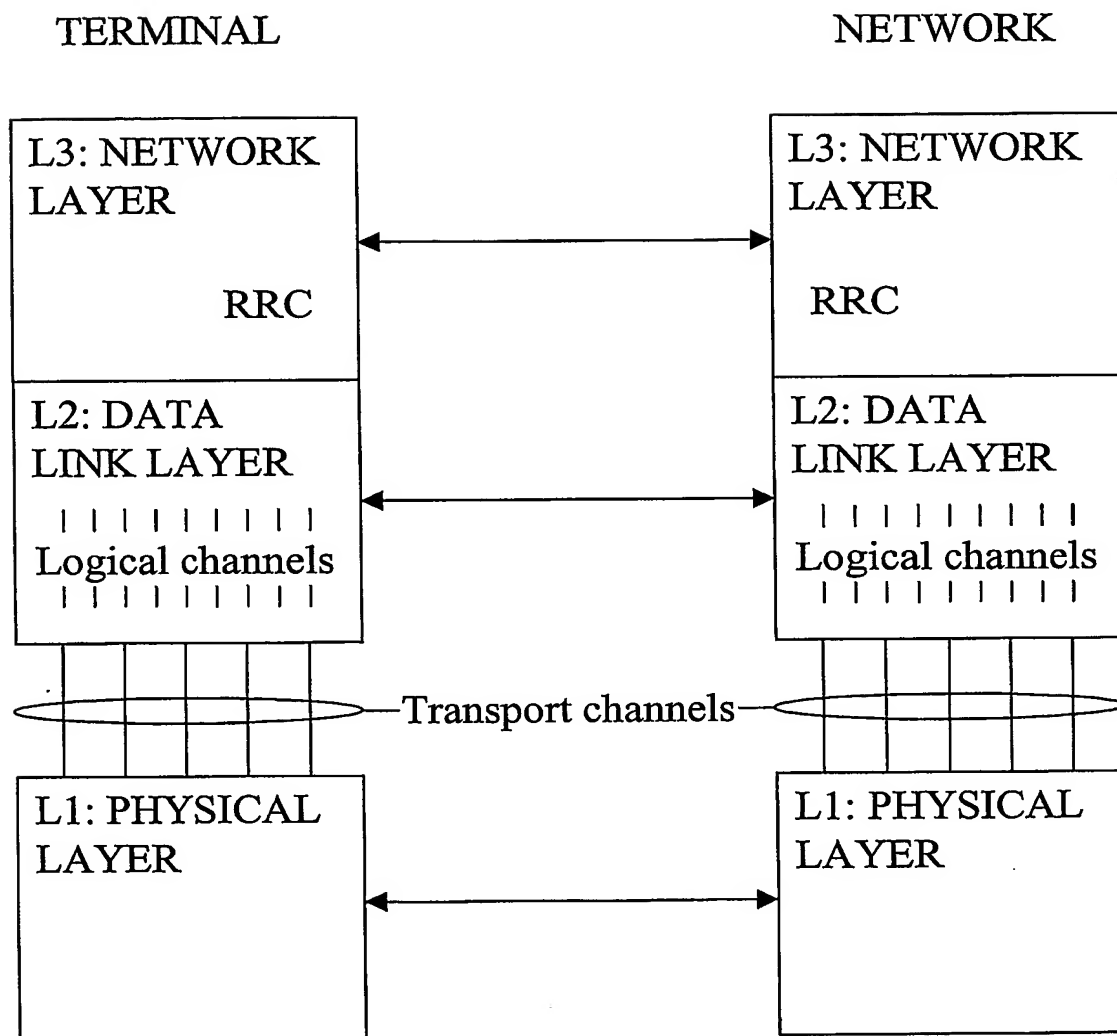 TERMINAL
NETWORK
L3: NETWORK
LAYER
RRC
L3: NETWORK
LAYER
RRC
L2: DATA
LINK LAYER
Logical channels
L2: DATA
LINK LAYER
Logical channels
Transport channels
L1: PHYSICAL
LAYER
L1: PHYSICAL
LAYER